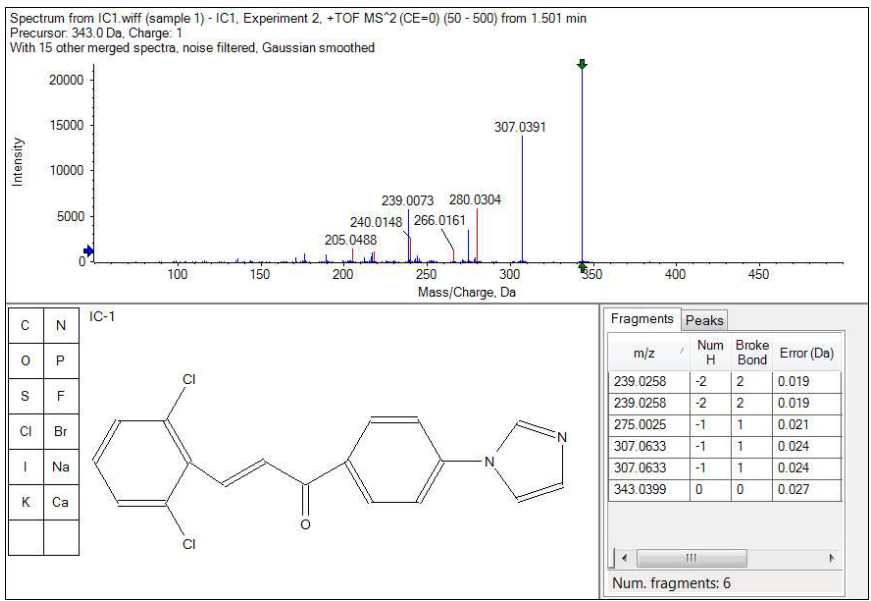 Spectrum from IC1.wiff (sample 1) - IC1, Experiment 2, +TOF MS^2 (CE=0) (50 - 500) from 1.501 min
Precursor: 343.0 Da, Charge: 1
With 15 other merged spectra, noise filtered, Gaussian smoothed
Intensity
20000
15000
10000
5000
0
307.0391
239.0073
280.0304
240.0148
266.0161
205.0488
100
150
200
250
300
350
400
450
Mass/Charge, Da
C N
O P
S F
Cl Br
I Na
K Ca
IC-1
Cl
N
N
O
Cl
Fragments Peaks
m/z Num H Broke Bond Error (Da)
239.0258 -2 2 0.019
239.0258 -2 2 0.019
275.0025 -1 1 0.021
307.0633 -1 1 0.024
307.0633 -1 1 0.024
343.0399 0 0 0.027
Num. fragments: 6